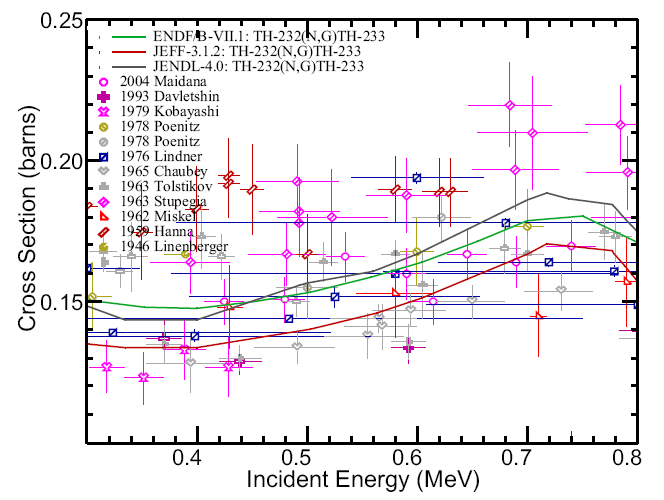 0.25
ENDF/B-VII.1: TH-232(N,G)TH-233
JEFF-3.1.2: TH-232(N,G)TH-233
JENDL-4.0: TH-232(N,G)TH-233
2004 Maidana
1993 Davletshin
1979 Kobayashi
1978 Poenitz
1978 Poenitz
1976 Lindner
1965 Chaubey
1963 Tolstikov
1963 Stupegia
1962 Miskel
1959 Hanna
1946 Linenberger
0.20
0.15
Cross Section (barns)
0.4 0.5 0.6 0.7 0.8
Incident Energy (MeV)